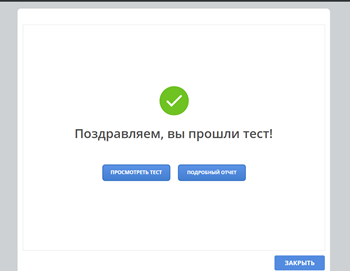 Поздравляем, вы прошли тест!
ПРОСМОТРЕТЬ ТЕСТ ПОДРОБНЫЙ ОТЧЕТ
ЗАКРЫТЬ